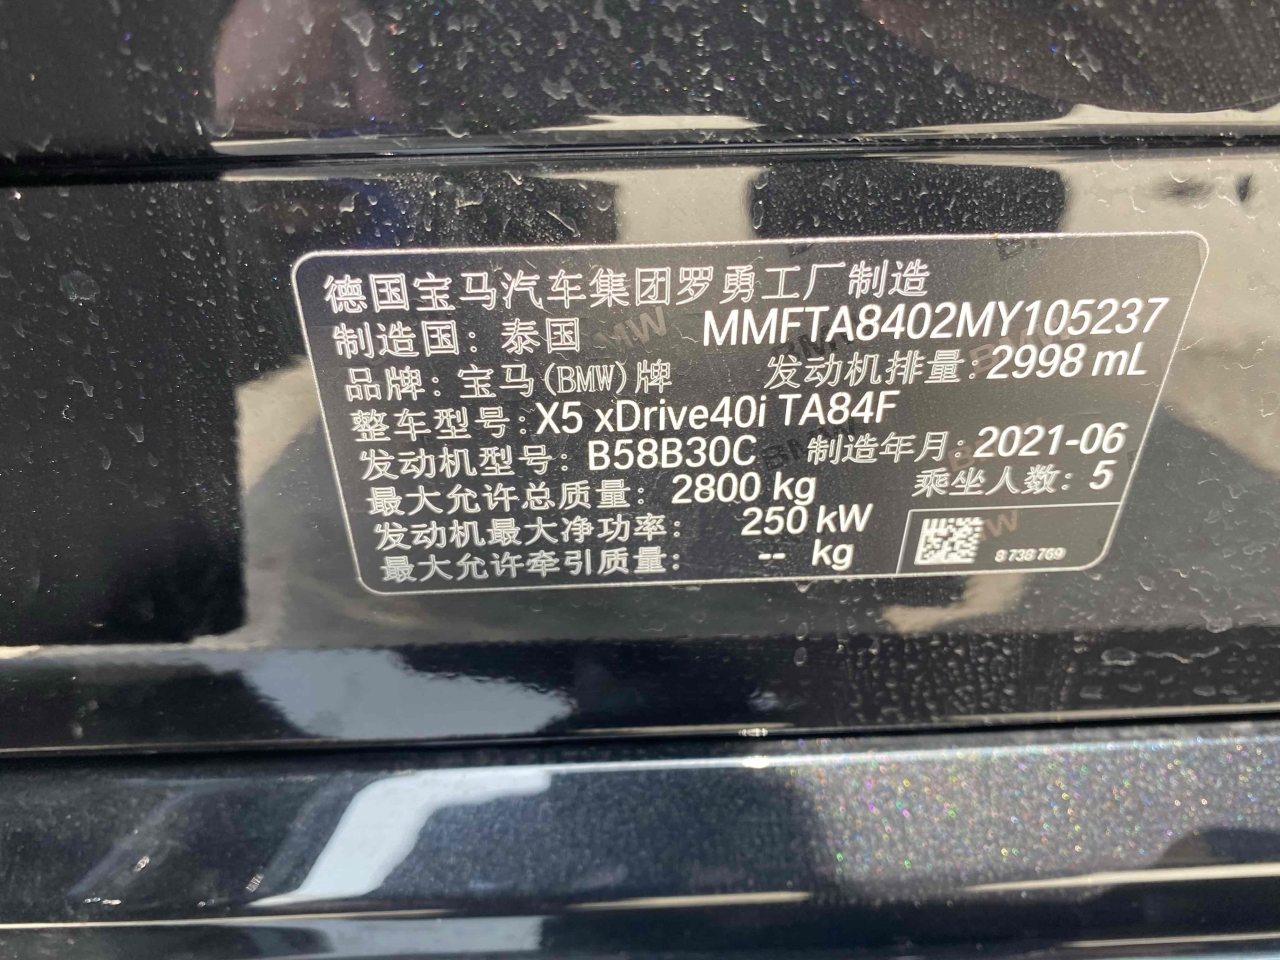 德国宝马汽车集团罗勇工厂制造
制造国：泰国 MMFTA8402MY105237
品牌：宝马(BMW)牌 发动机排量：2998 mL
整车型号：X5 xDrive40i TA84F
发动机型号：B58B30C 制造年月：2021-06
最大允许总质量：2800 kg 乘坐人数：5
发动机最大净功率：250 kW
最大允许牵引质量：-- kg
8 738 769